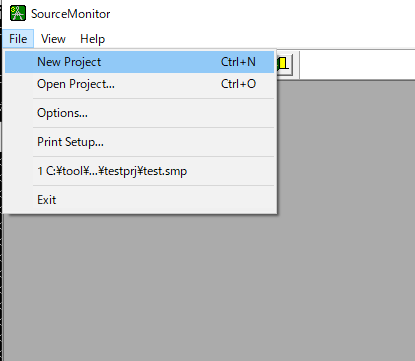 SourceMonitor
File View Help
New Project Ctrl+N
Open Project... Ctrl+O
Options...
Print Setup...
1 C:¥tool¥...¥testprj¥test.smp
Exit